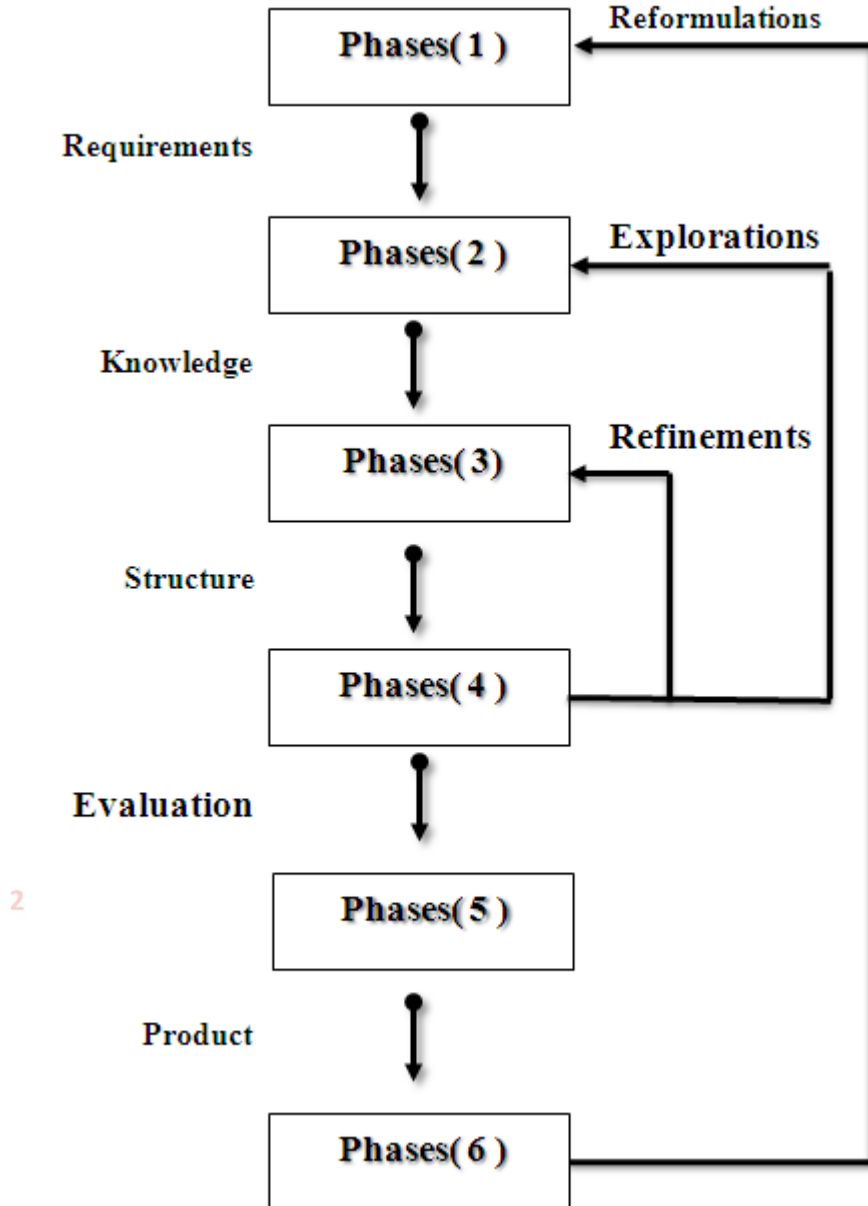 Reformulations
Phases( 1 )
Requirements
Phases( 2 )
Explorations
Knowledge
Phases( 3)
Refinements
Structure
Phases( 4 )
Evaluation
2
Phases( 5 )
Product
Phases( 6 )